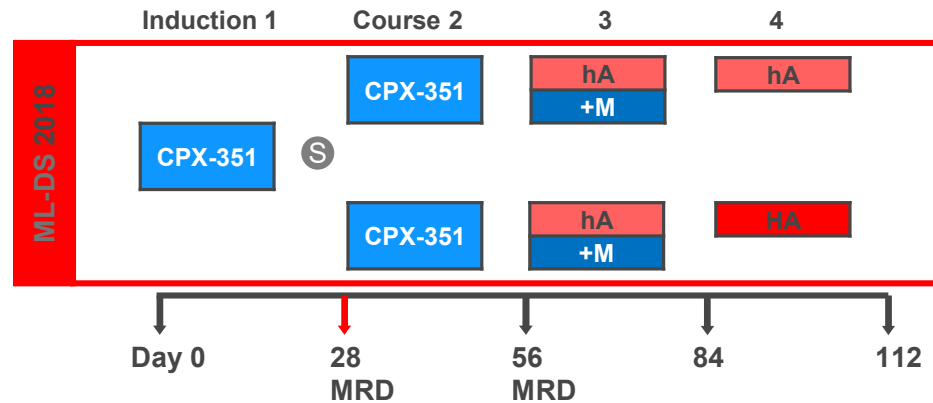 Induction 1 Course 2 3 4
ML-DS 2018
CPX-351
S
CPX-351
hA
+M
hA
CPX-351
hA
+M
HA
Day 0 28 56 84 112
MRD MRD